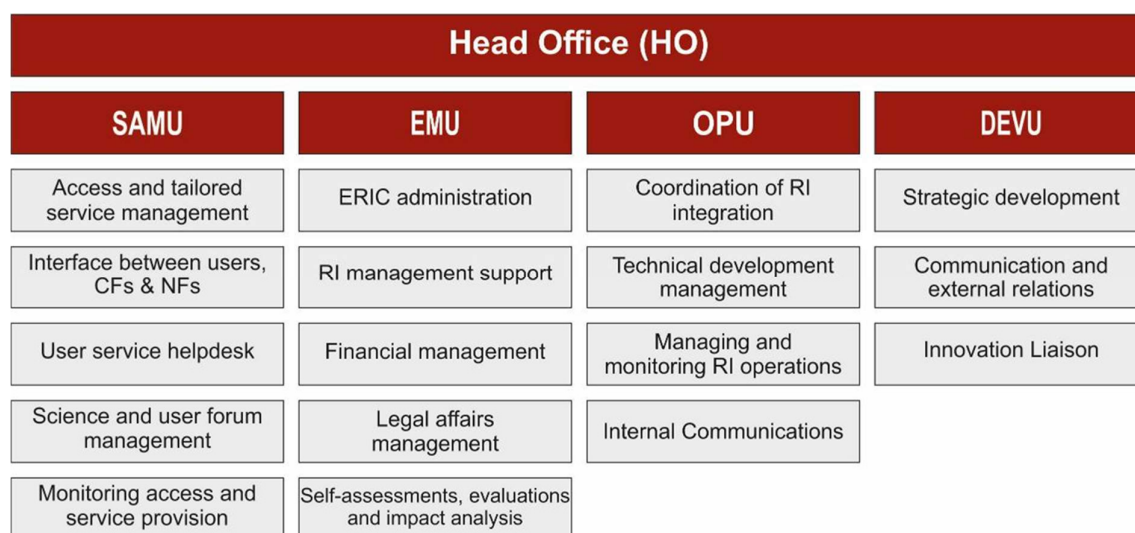 Head Office (HO)
SAMU
Access and tailored
service management
Interface between users,
CFs & NFs
User service helpdesk
Science and user forum
management
Monitoring access and
service provision
EMU
ERIC administration
RI management support
Financial management
Legal affairs
management
Self-assessments, evaluations
and impact analysis
OPU
Coordination of RI
integration
Technical development
management
Managing and
monitoring RI operations
Internal Communications
DEVU
Strategic development
Communication and
external relations
Innovation Liaison